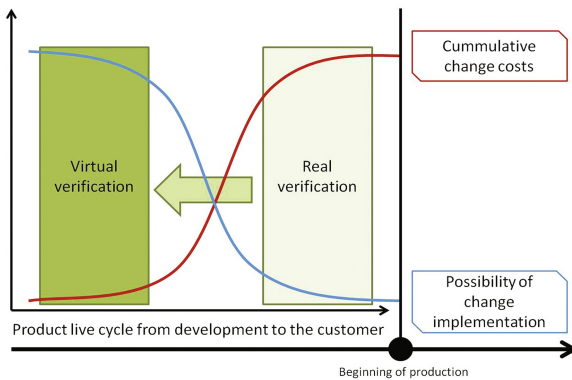 Cummulative
change costs
Virtual
verification
Real
verification
Possibility of
change
implementation
Product live cycle from development to the customer
Beginning of production